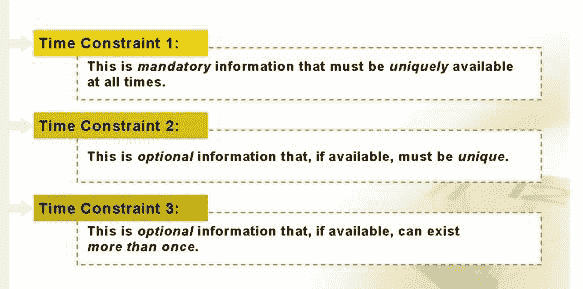 Time Constraint 1:
This is mandatory information that must be uniquely available
at all times.
Time Constraint 2:
This is optional information that, if available, must be unique.
Time Constraint 3:
This is optional information that, if available, can exist
more than once.